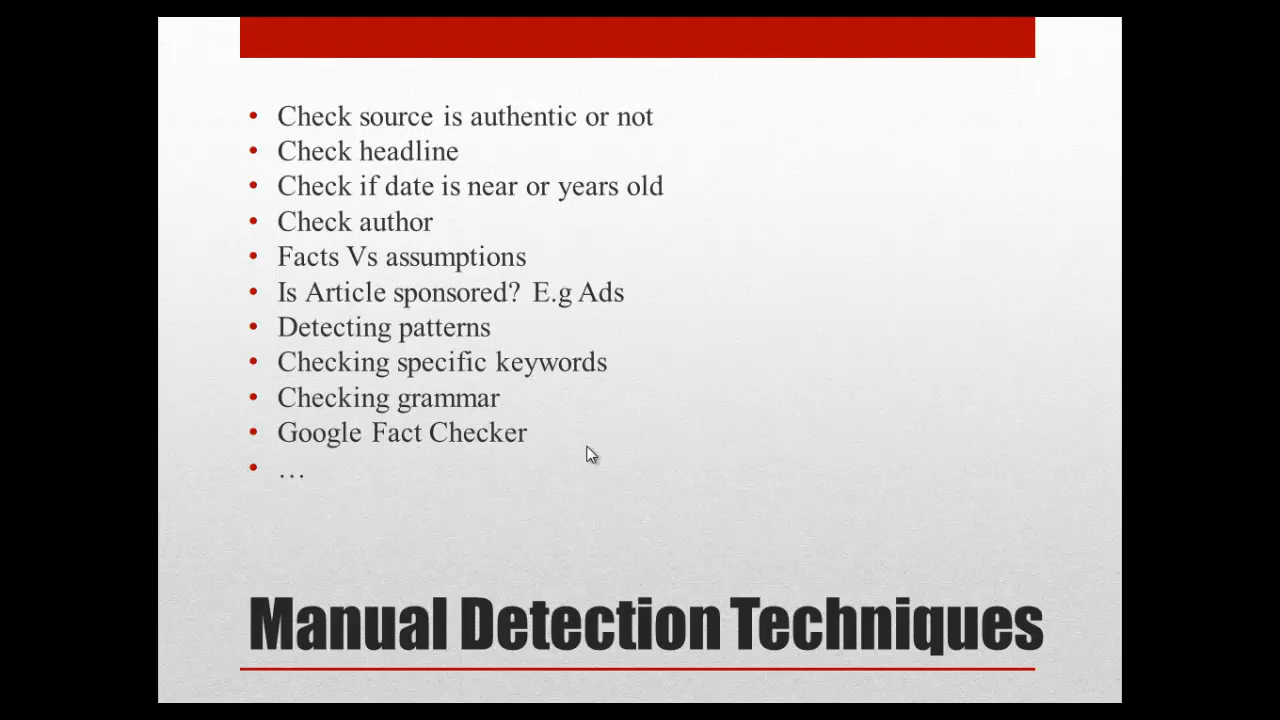 • Check source is authentic or not
• Check headline
• Check if date is near or years old
• Check author
• Facts Vs assumptions
• Is Article sponsored? E.g Ads
• Detecting patterns
• Checking specific keywords
• Checking grammar
• Google Fact Checker
• …
Manual Detection Techniques